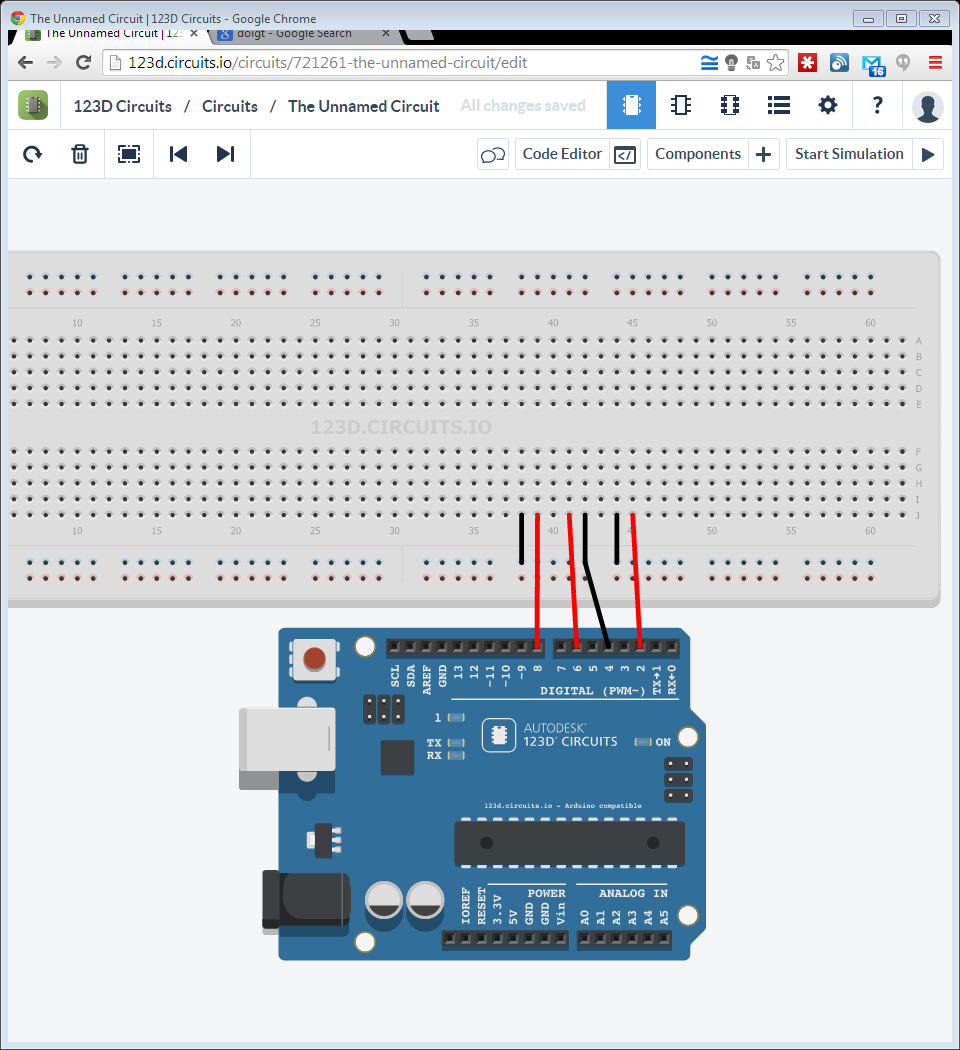 The Unnamed Circuit | 123D Circuits - Google Chrome
The Unnamed Circuit | 12: × doigt - Google Search ×
123d.circuits.io/circuits/721261-the-unnamed-circuit/edit
16
123D Circuits / Circuits / The Unnamed Circuit All changes saved ?
Code Editor </> Components + Start Simulation
10 15 20 25 30 35 40 45 50 55 60
A
B
C
D
E
123D.CIRCUITS.IO
F
G
H
I
J
10 15 20 25 30 35 40 45 50 55 60
SCL SDA AREF GND 13 12 ~11 ~10 ~9 8 7 ~6 ~5 4 ~3 2 TX→1 RX←0
DIGITAL (PWM~)
1
TX
RX
AUTODESK®
123D® CIRCUITS
ON
123d.circuits.io - Arduino compatible
POWER ANALOG IN
IOREF RESET 3.3V 5V GND GND Vin A0 A1 A2 A3 A4 A5